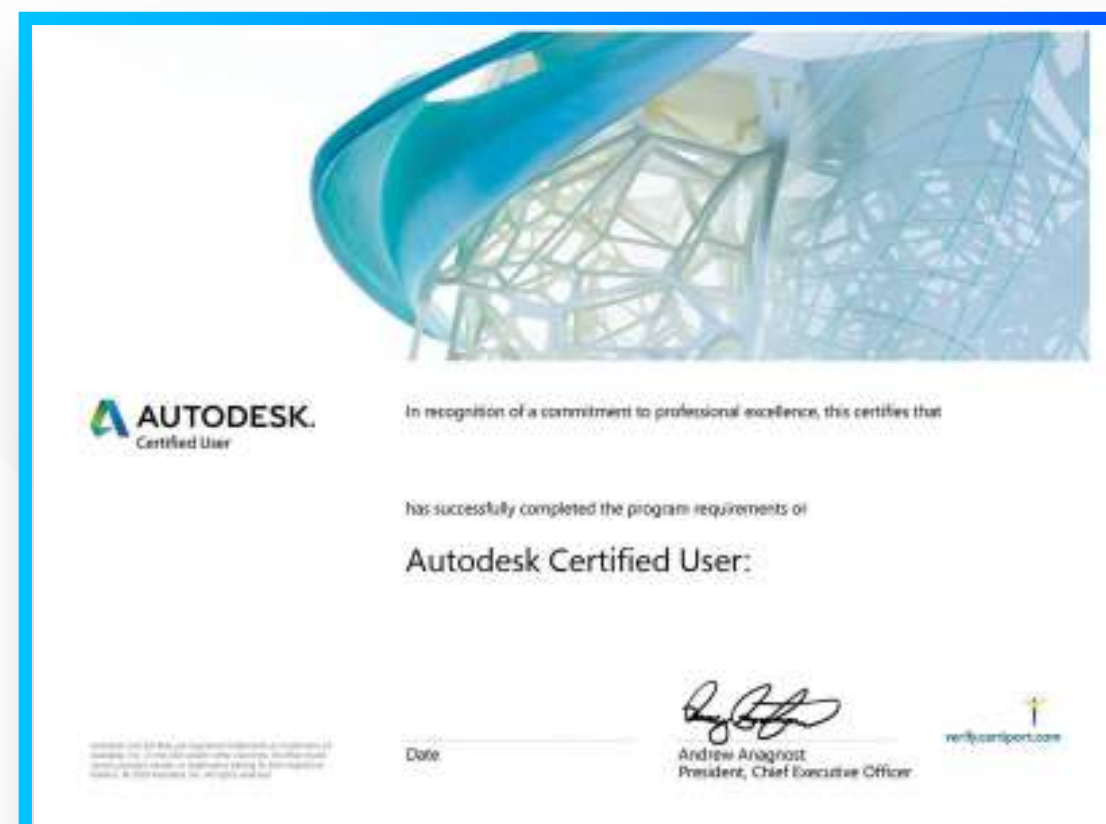 AUTODESK.
Certified User
In recognition of a commitment to professional excellence, this certifies that
has successfully completed the program requirements of
Autodesk Certified User:
Date
Andrew Anagnost
President, Chief Executive Officer
verify.certiport.com